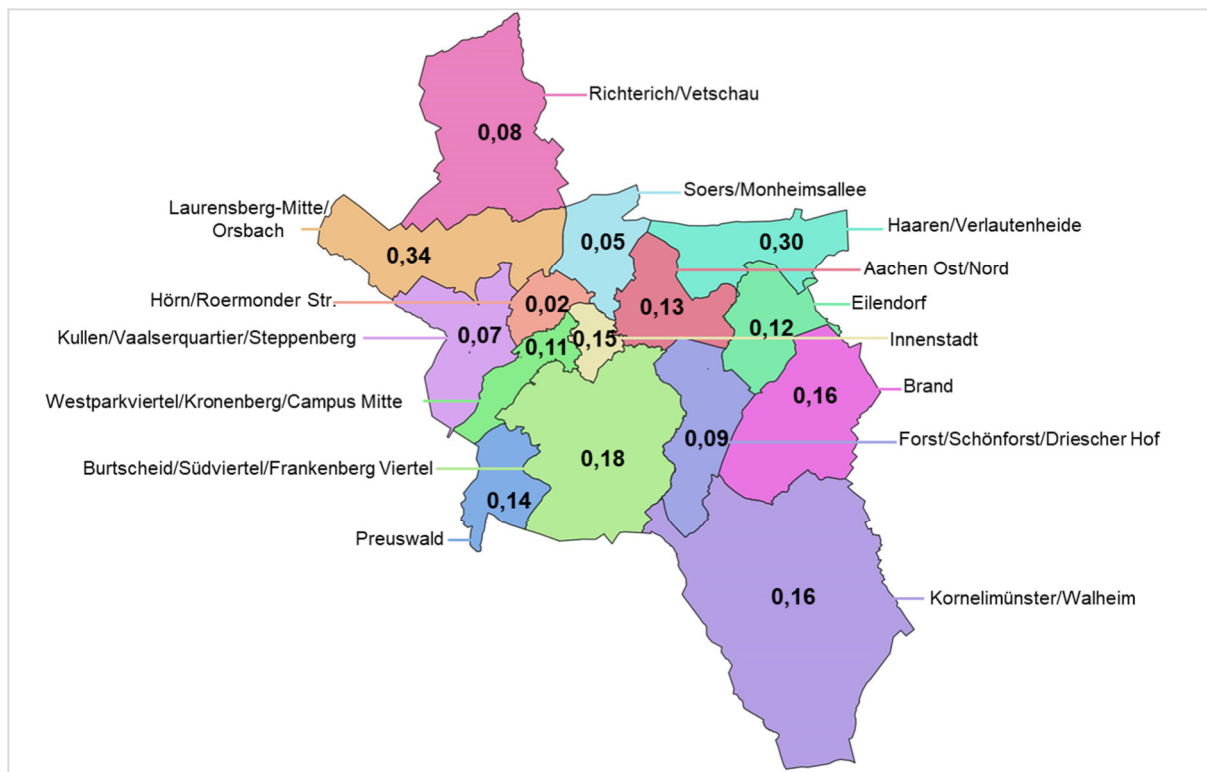 Richterich/Vetschau
0,08
Soers/Monheimsallee
Laurensberg-Mitte/
Orsbach
Haaren/Verlautenheide
0,05
0,30
0,34
Aachen Ost/Nord
Hörn/Roermonder Str.
0,02
0,13
Eilendorf
Kullen/Vaalserquartier/Steppenberg
0,07
0,11
0,15
0,12
Innenstadt
Westparkviertel/Kronenberg/Campus Mitte
0,16
Brand
0,09
Forst/Schönforst/Driescher Hof
Burtscheid/Südviertel/Frankenberg Viertel
0,18
0,14
Preuswald
0,16
Kornelimünster/Walheim